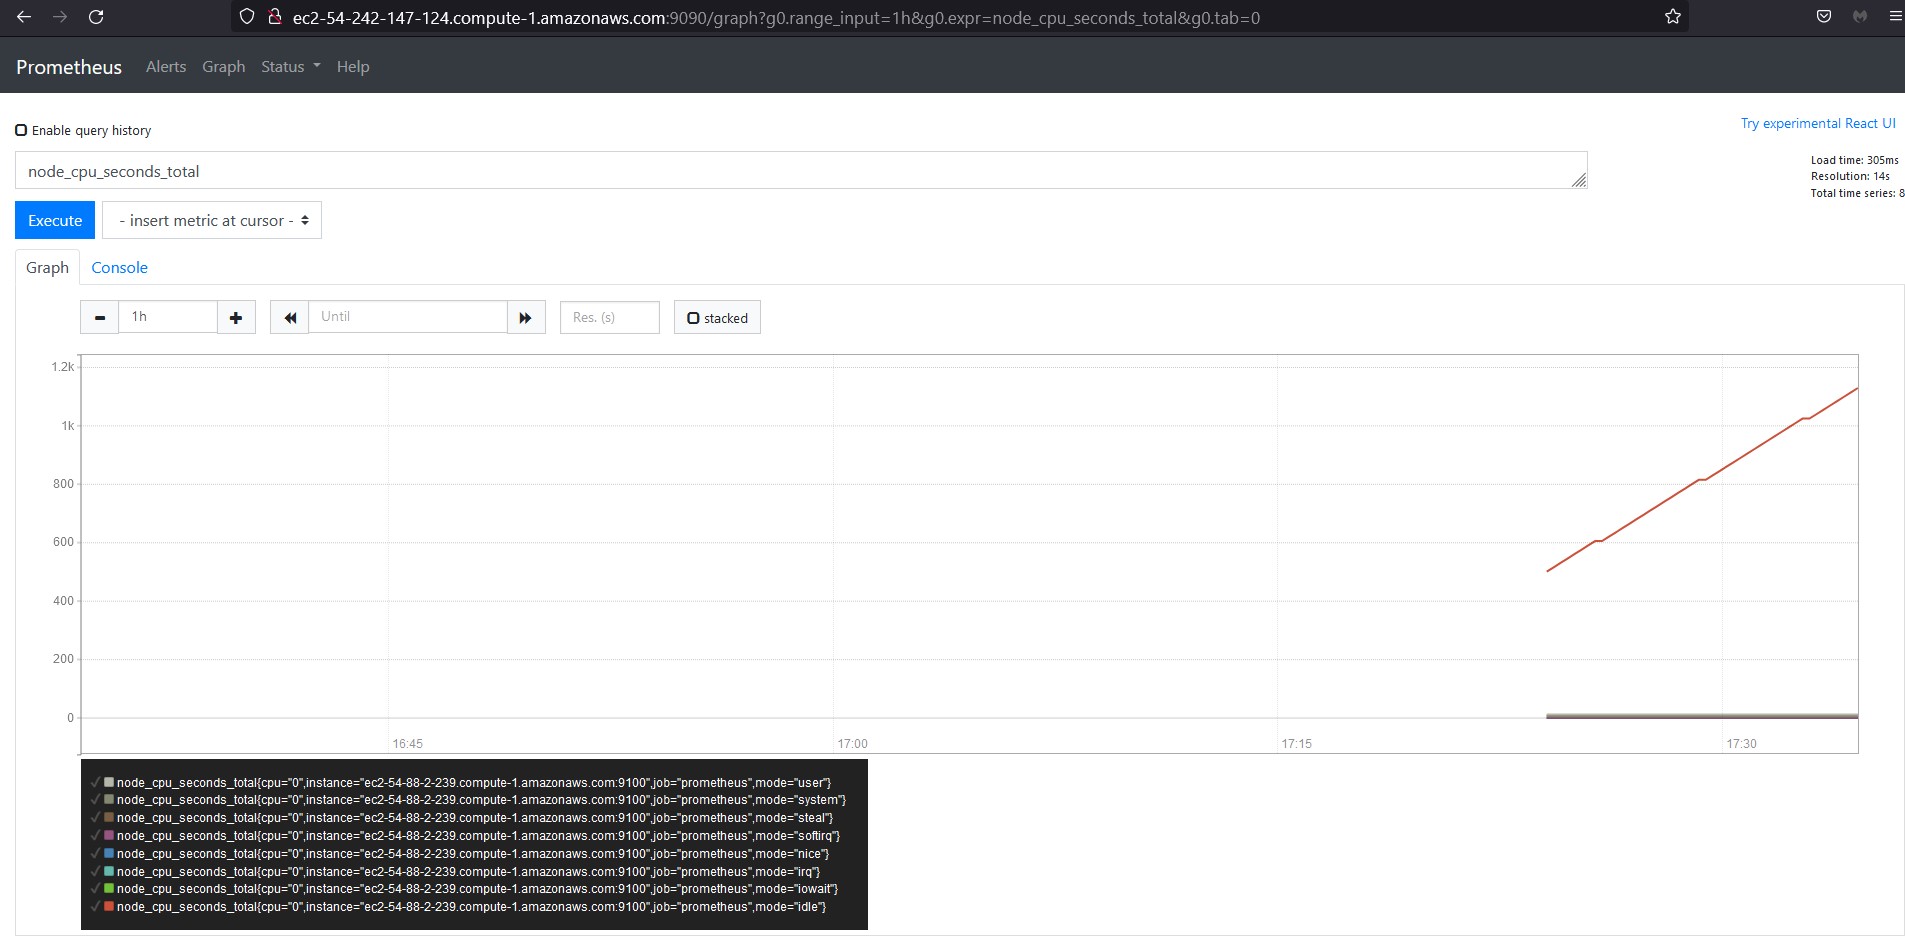 ec2-54-242-147-124.compute-1.amazonaws.com:9090/graph?g0.range_input=1h&g0.expr=node_cpu_seconds_total&g0.tab=0
Prometheus Alerts Graph Status Help
Enable query history
Try experimental React UI
node_cpu_seconds_total
Load time: 305ms
Resolution: 14s
Total time series: 8
Execute - insert metric at cursor -
Graph Console
1h Until Res. (s) stacked
1.2k
1k
800
600
400
200
0
16:45 17:00 17:15 17:30
node_cpu_seconds_total{cpu="0",instance="ec2-54-88-2-239.compute-1.amazonaws.com:9100",job="prometheus",mode="user"}
node_cpu_seconds_total{cpu="0",instance="ec2-54-88-2-239.compute-1.amazonaws.com:9100",job="prometheus",mode="system"}
node_cpu_seconds_total{cpu="0",instance="ec2-54-88-2-239.compute-1.amazonaws.com:9100",job="prometheus",mode="steal"}
node_cpu_seconds_total{cpu="0",instance="ec2-54-88-2-239.compute-1.amazonaws.com:9100",job="prometheus",mode="softirq"}
node_cpu_seconds_total{cpu="0",instance="ec2-54-88-2-239.compute-1.amazonaws.com:9100",job="prometheus",mode="nice"}
node_cpu_seconds_total{cpu="0",instance="ec2-54-88-2-239.compute-1.amazonaws.com:9100",job="prometheus",mode="irq"}
node_cpu_seconds_total{cpu="0",instance="ec2-54-88-2-239.compute-1.amazonaws.com:9100",job="prometheus",mode="iowait"}
node_cpu_seconds_total{cpu="0",instance="ec2-54-88-2-239.compute-1.amazonaws.com:9100",job="prometheus",mode="idle"}